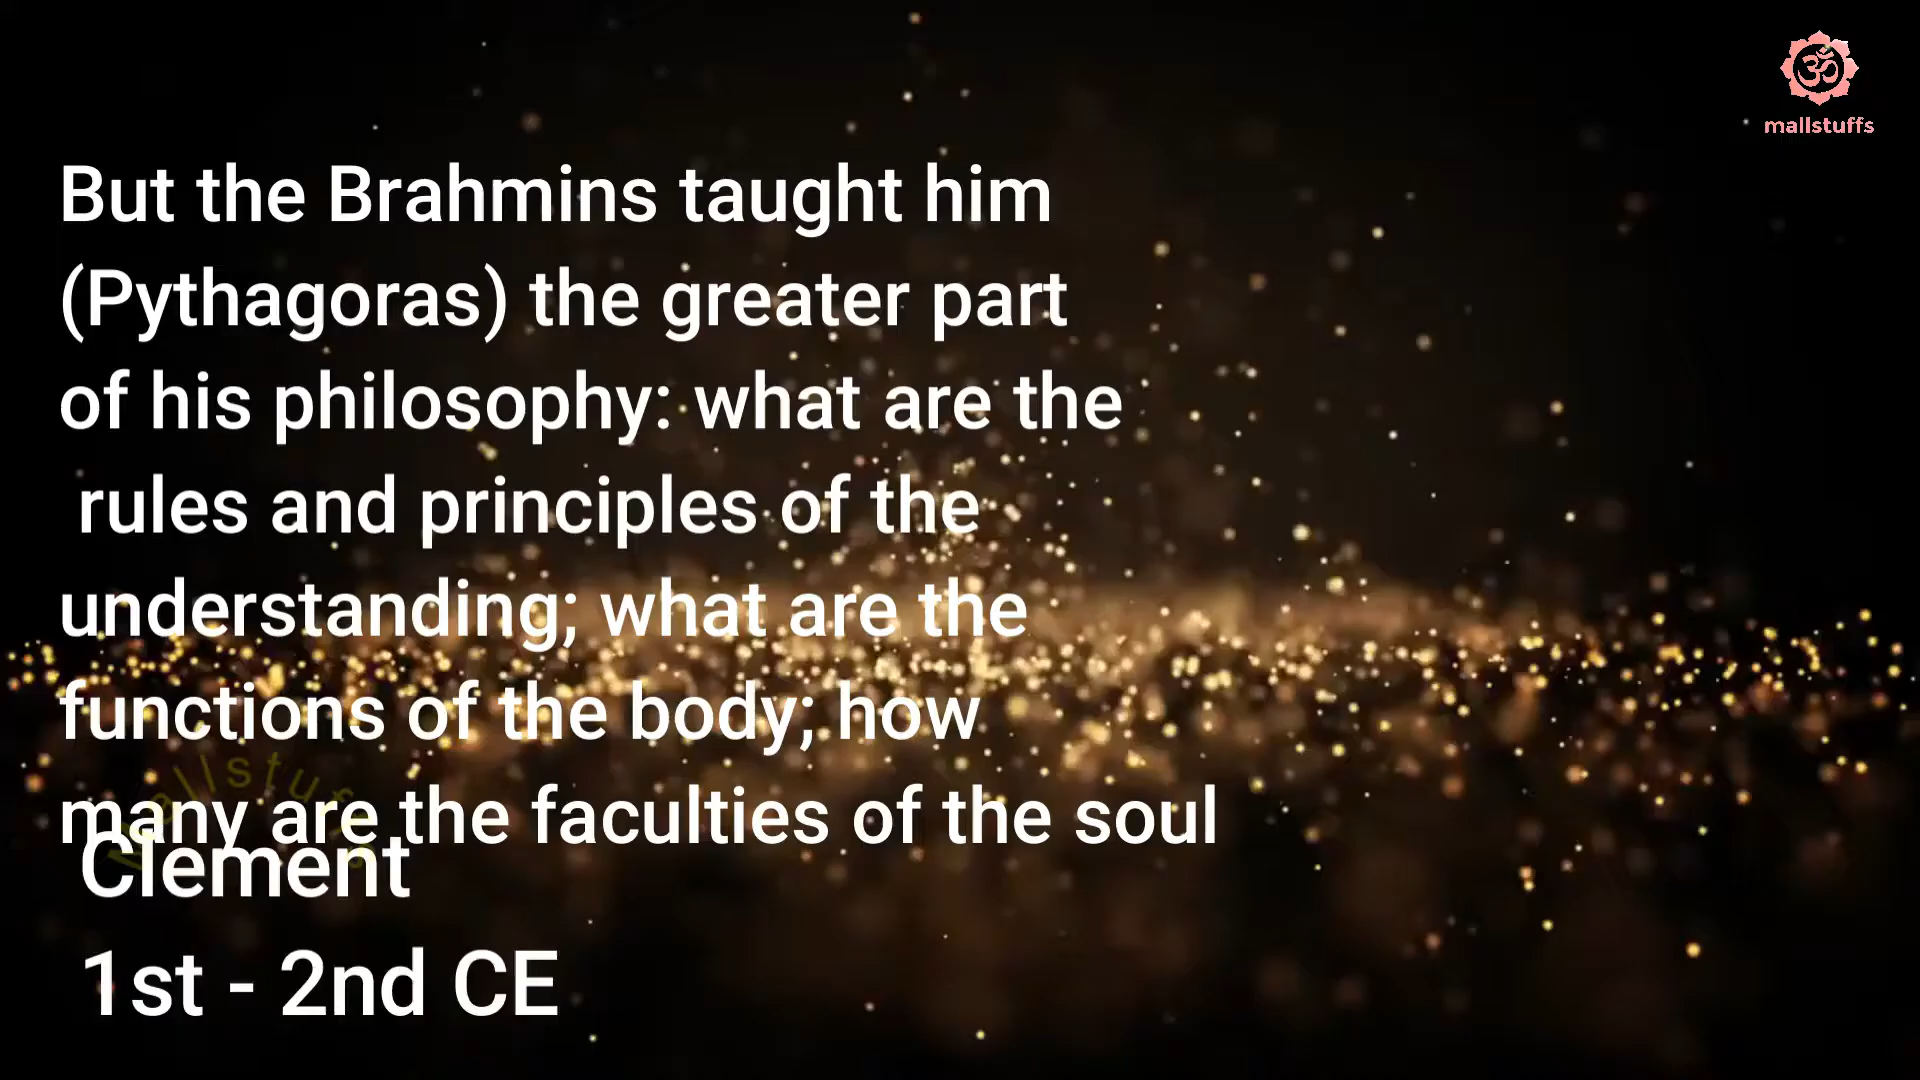 ॐ
mallstuffs
But the Brahmins taught him
(Pythagoras) the greater part
of his philosophy: what are the
rules and principles of the
understanding; what are the
functions of the body; how
many are the faculties of the soul
Clement
1st - 2nd CE